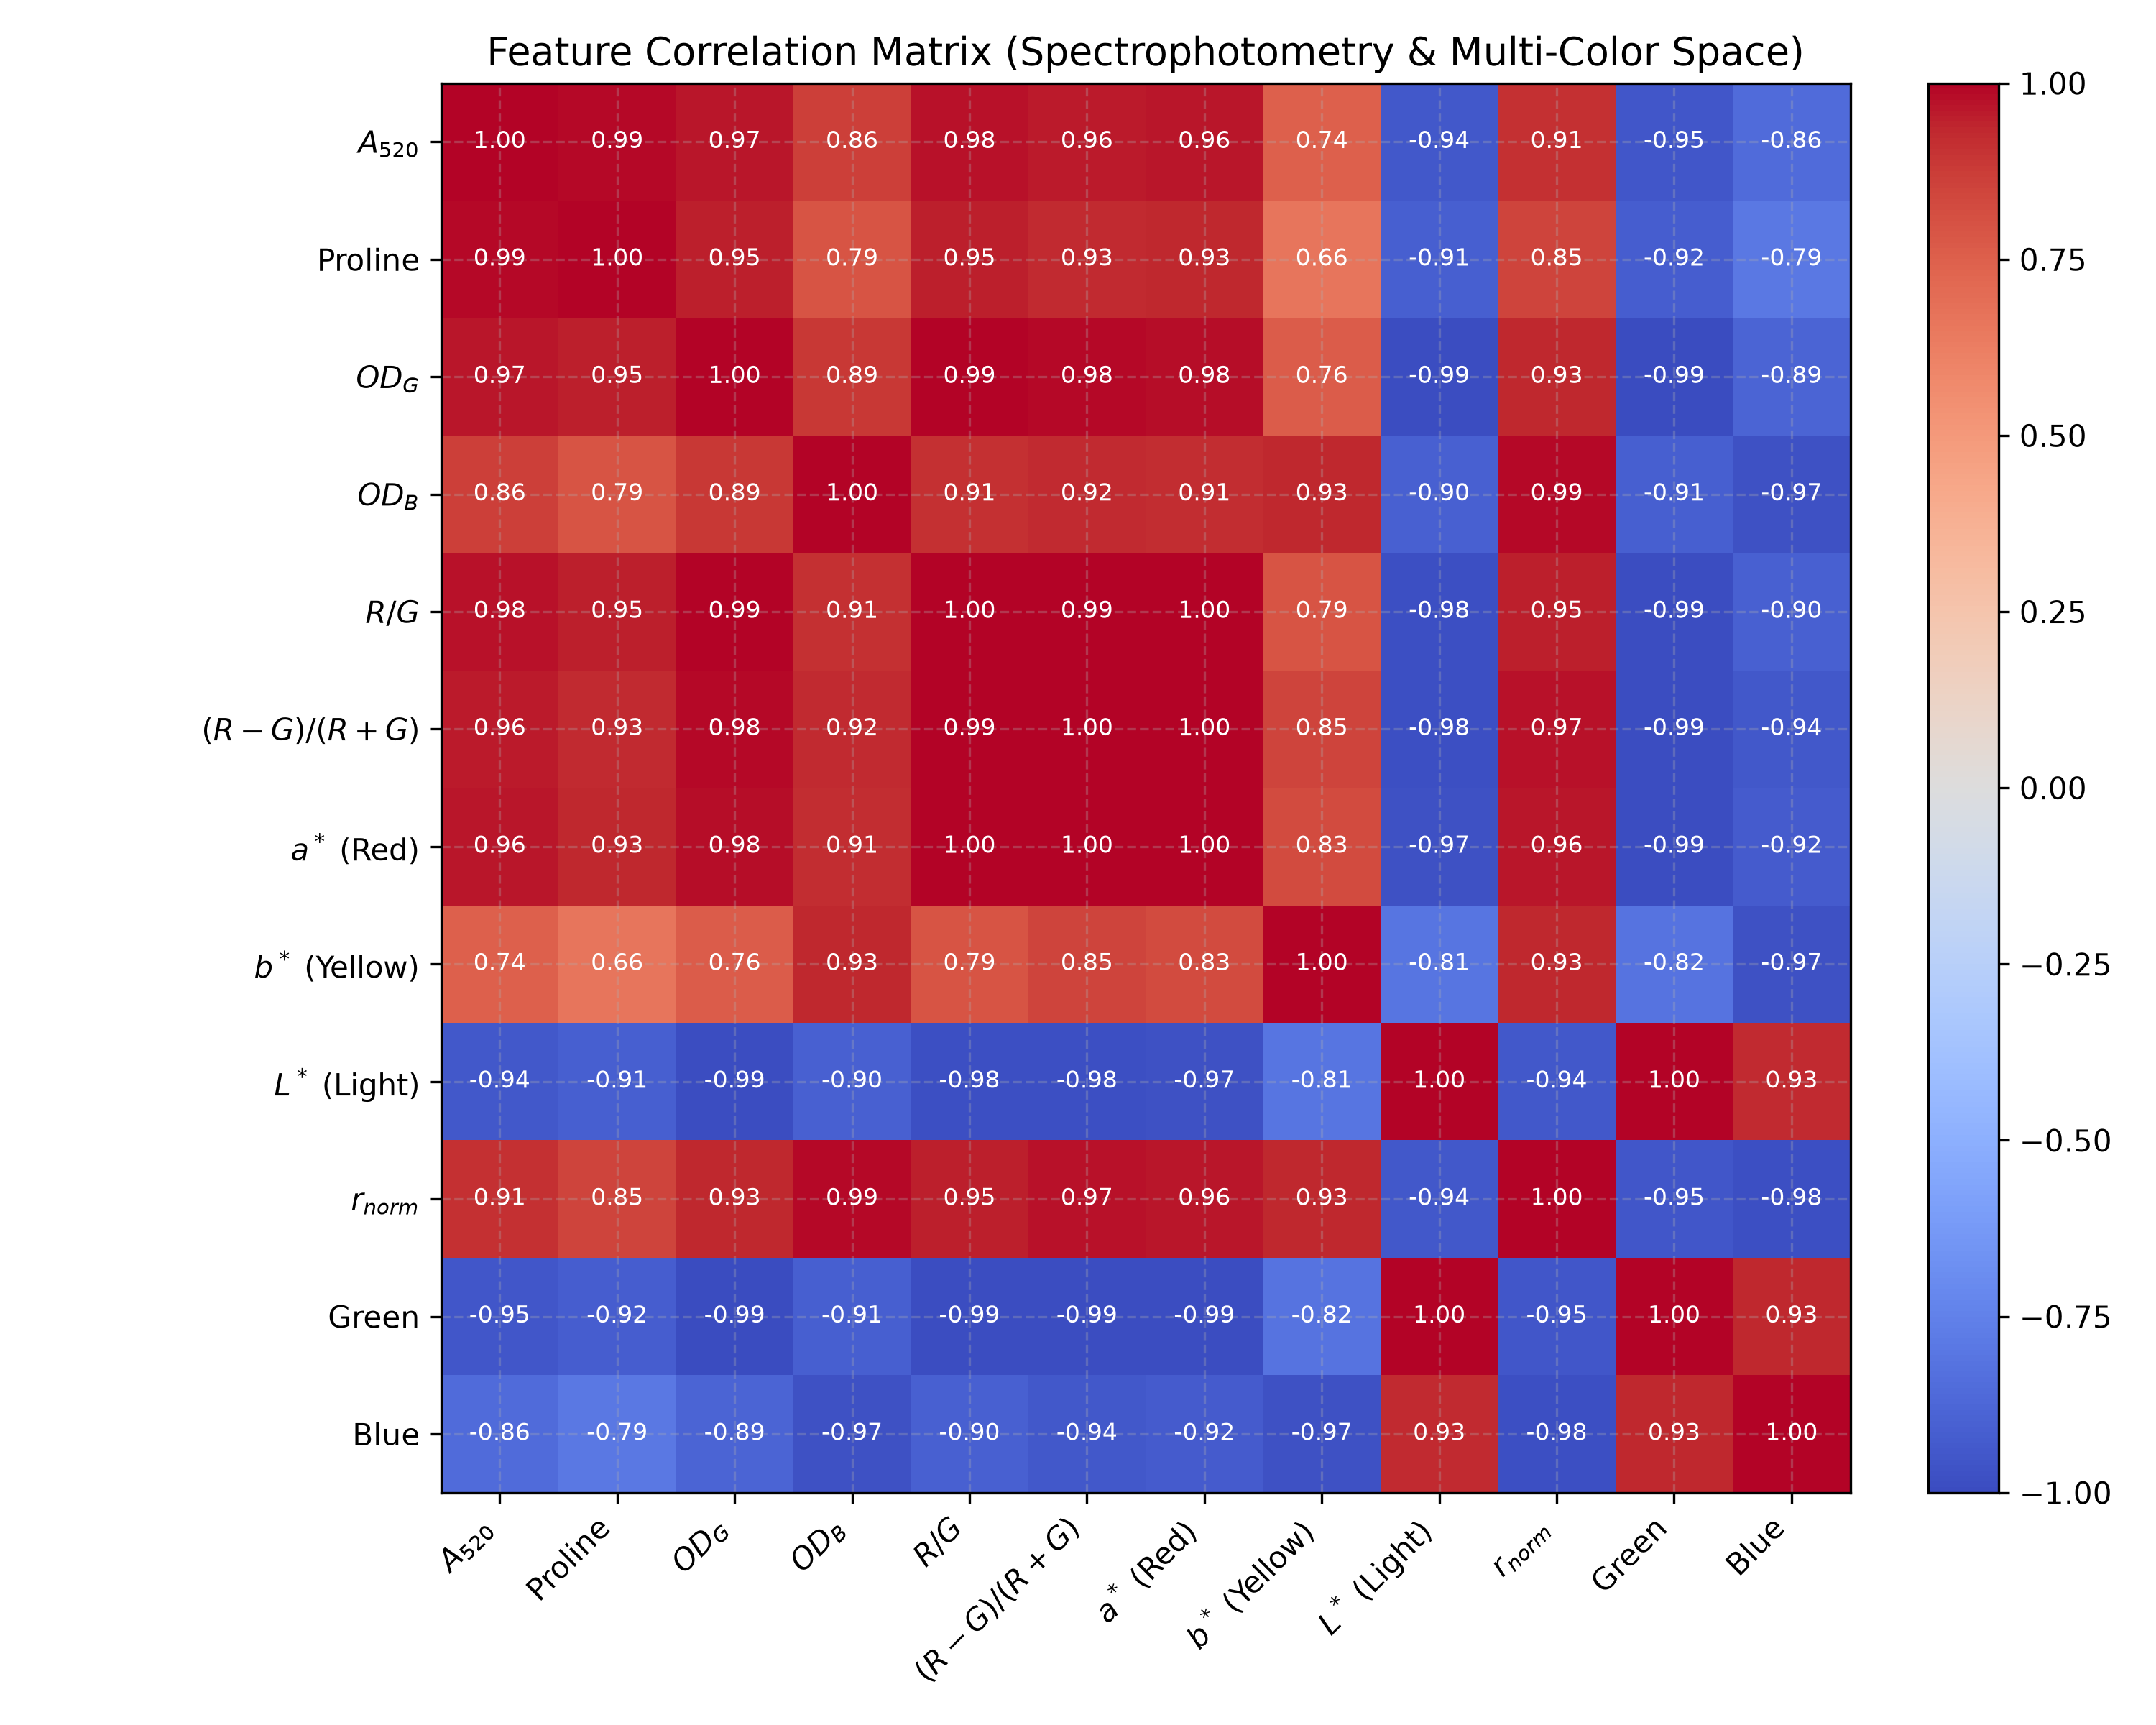 Feature Correlation Matrix (Spectrophotometry & Multi-Color Space)
A520 1.00 0.99 0.97 0.86 0.98 0.96 0.96 0.74 -0.94 0.91 -0.95 -0.86
Proline 0.99 1.00 0.95 0.79 0.95 0.93 0.93 0.66 -0.91 0.85 -0.92 -0.79
ODG 0.97 0.95 1.00 0.89 0.99 0.98 0.98 0.76 -0.99 0.93 -0.99 -0.89
ODB 0.86 0.79 0.89 1.00 0.91 0.92 0.91 0.93 -0.90 0.99 -0.91 -0.97
R/G 0.98 0.95 0.99 0.91 1.00 0.99 1.00 0.79 -0.98 0.95 -0.99 -0.90
(R − G)/(R + G) 0.96 0.93 0.98 0.92 0.99 1.00 1.00 0.85 -0.98 0.97 -0.99 -0.94
a* (Red) 0.96 0.93 0.98 0.91 1.00 1.00 1.00 0.83 -0.97 0.96 -0.99 -0.92
b* (Yellow) 0.74 0.66 0.76 0.93 0.79 0.85 0.83 1.00 -0.81 0.93 -0.82 -0.97
L* (Light) -0.94 -0.91 -0.99 -0.90 -0.98 -0.98 -0.97 -0.81 1.00 -0.94 1.00 0.93
rnorm 0.91 0.85 0.93 0.99 0.95 0.97 0.96 0.93 -0.94 1.00 -0.95 -0.98
Green -0.95 -0.92 -0.99 -0.91 -0.99 -0.99 -0.99 -0.82 1.00 -0.95 1.00 0.93
Blue -0.86 -0.79 -0.89 -0.97 -0.90 -0.94 -0.92 -0.97 0.93 -0.98 0.93 1.00
A520 Proline ODG ODB R/G (R − G)/(R + G) a* (Red) b* (Yellow) L* (Light) rnorm Green Blue
1.00
0.75
0.50
0.25
0.00
−0.25
−0.50
−0.75
−1.00